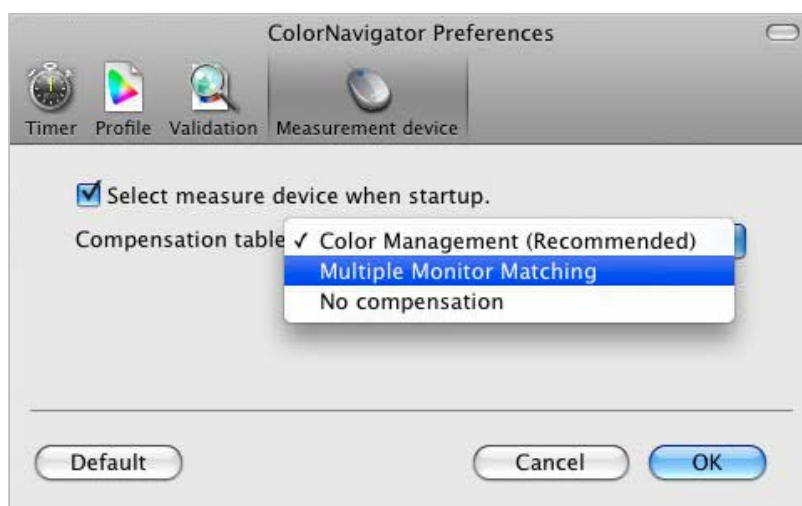 ColorNavigator Preferences
Timer Profile Validation Measurement device
Select measure device when startup.
Compensation table ✓ Color Management (Recommended)
Multiple Monitor Matching
No compensation
Default Cancel OK